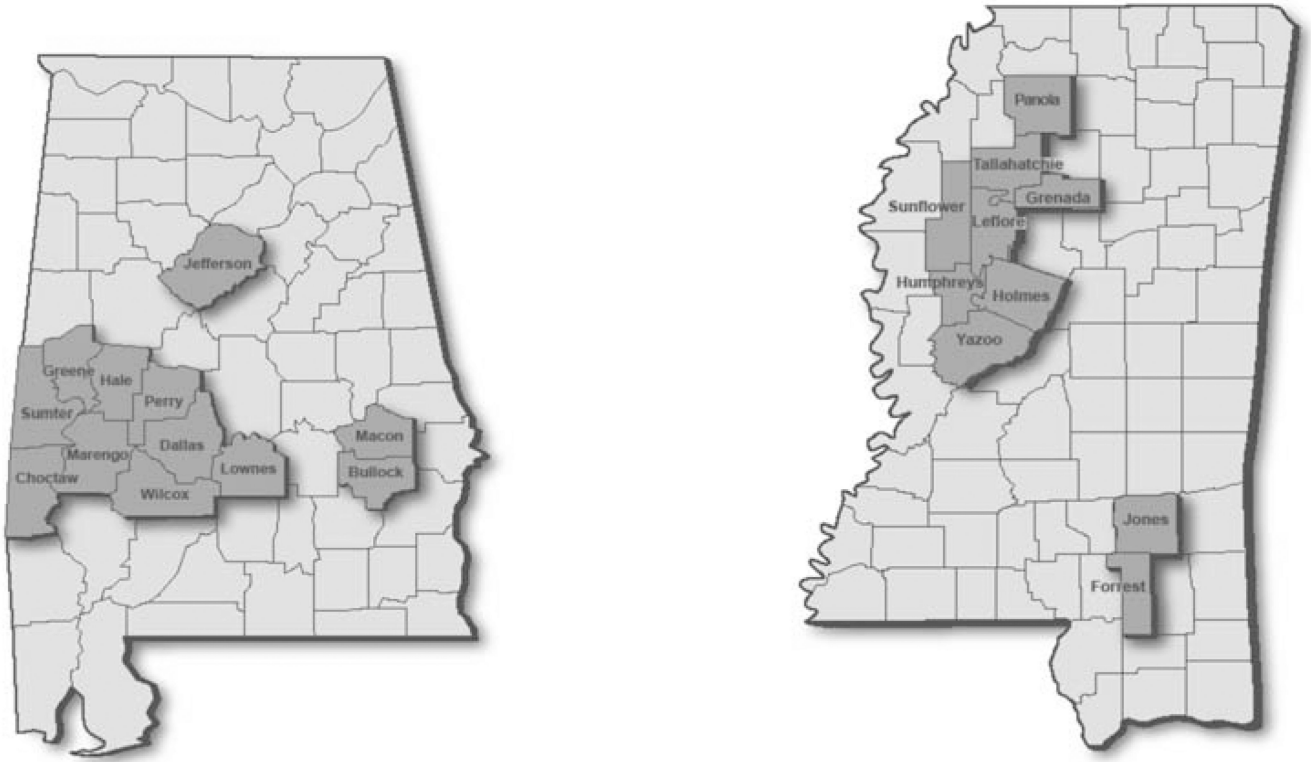 Jefferson
Greene
Hale
Perry
Sumter
Dallas
Marengo
Choctaw
Wilcox
Lownes
Macon
Bullock
Panola
Tallahatchie
Grenada
Sunflower
Leflore
Humphreys
Holmes
Yazoo
Jones
Forrest